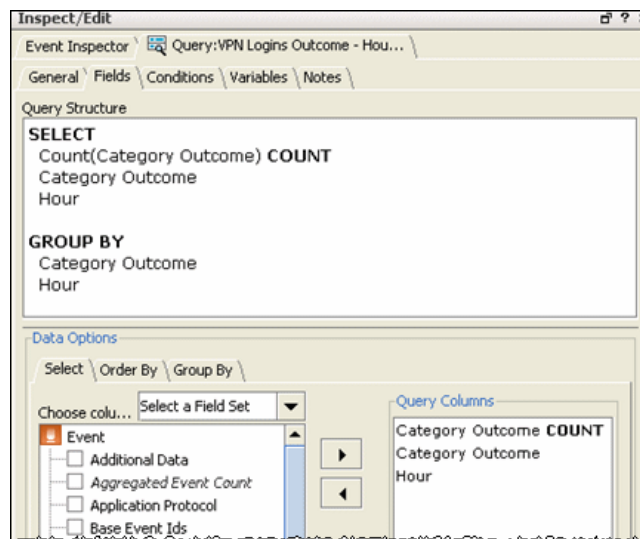 Inspect/Edit
Event Inspector Query:VPN Logins Outcome - Hou...
General Fields Conditions Variables Notes
Query Structure
SELECT
Count(Category Outcome) COUNT
Category Outcome
Hour
GROUP BY
Category Outcome
Hour
Data Options
Select Order By Group By
Choose colu... Select a Field Set
Event
Additional Data
Aggregated Event Count
Application Protocol
Base Event Ids
Query Columns
Category Outcome COUNT
Category Outcome
Hour